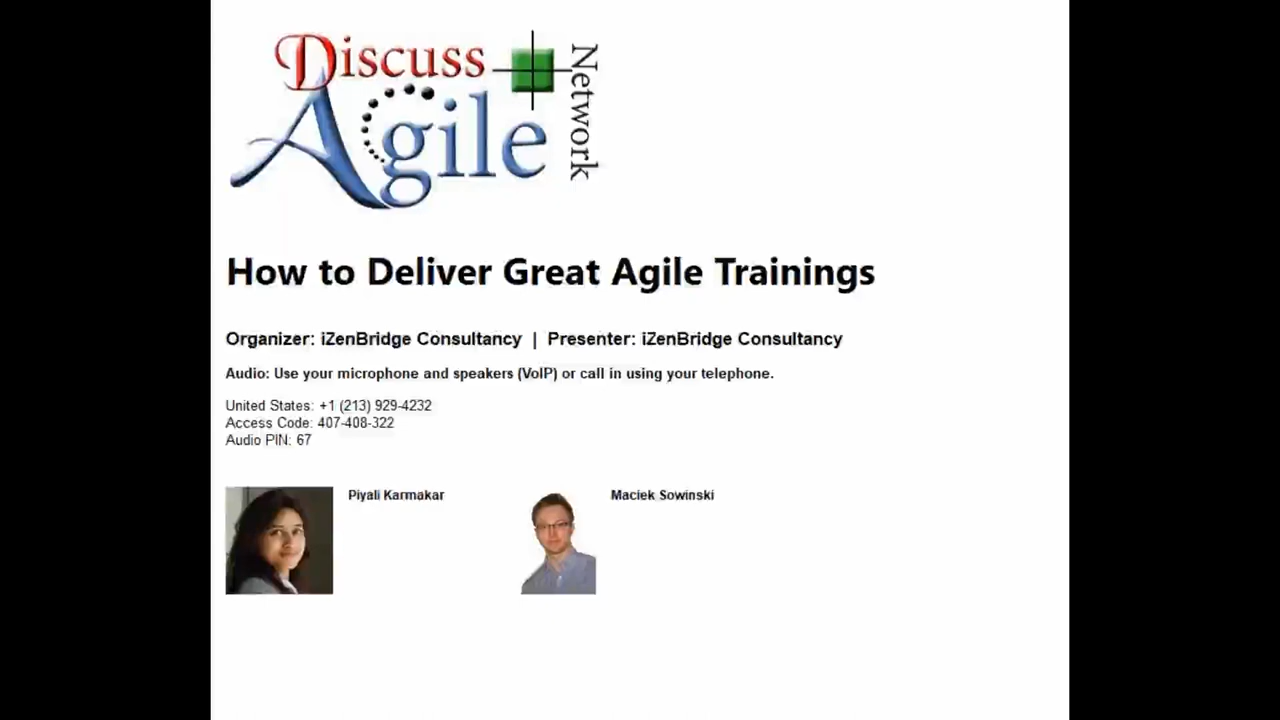 Discuss
Agile
Network
How to Deliver Great Agile Trainings
Organizer: iZenBridge Consultancy | Presenter: iZenBridge Consultancy
Audio: Use your microphone and speakers (VoIP) or call in using your telephone.
United States: +1 (213) 929-4232
Access Code: 407-408-322
Audio PIN: 67
Piyali Karmakar
Maciek Sowinski